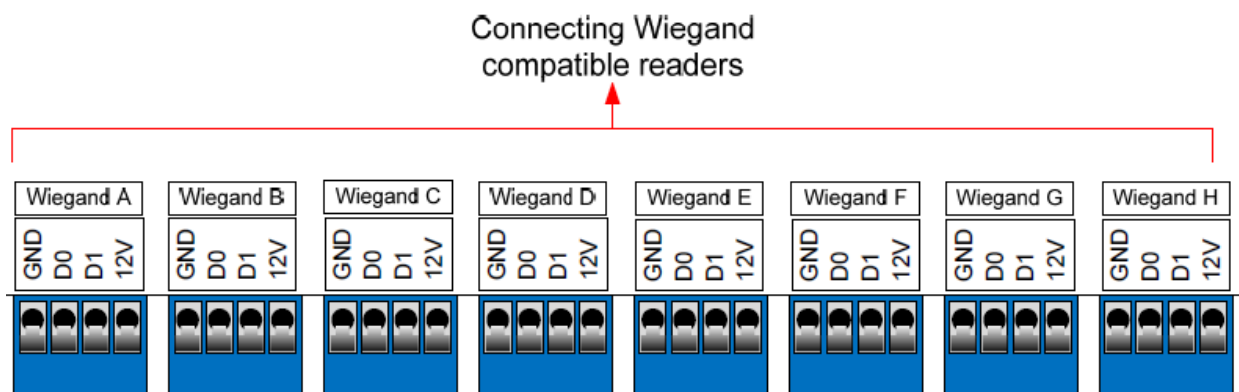 Connecting Wiegand
compatible readers
Wiegand A
Wiegand B
Wiegand C
Wiegand D
Wiegand E
Wiegand F
Wiegand G
Wiegand H
GND D0 D1 12V
GND D0 D1 12V
GND D0 D1 12V
GND D0 D1 12V
GND D0 D1 12V
GND D0 D1 12V
GND D0 D1 12V
GND D0 D1 12V